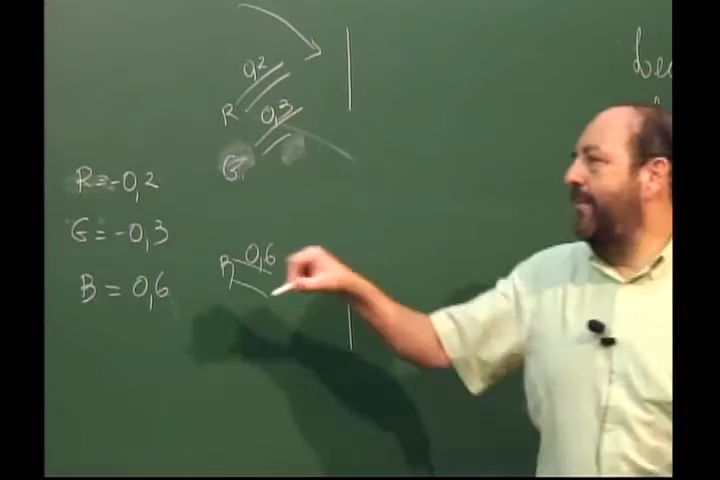 0,2
R
0,3
G
R = -0,2
G = -0,3
B = 0,6
B 0,6